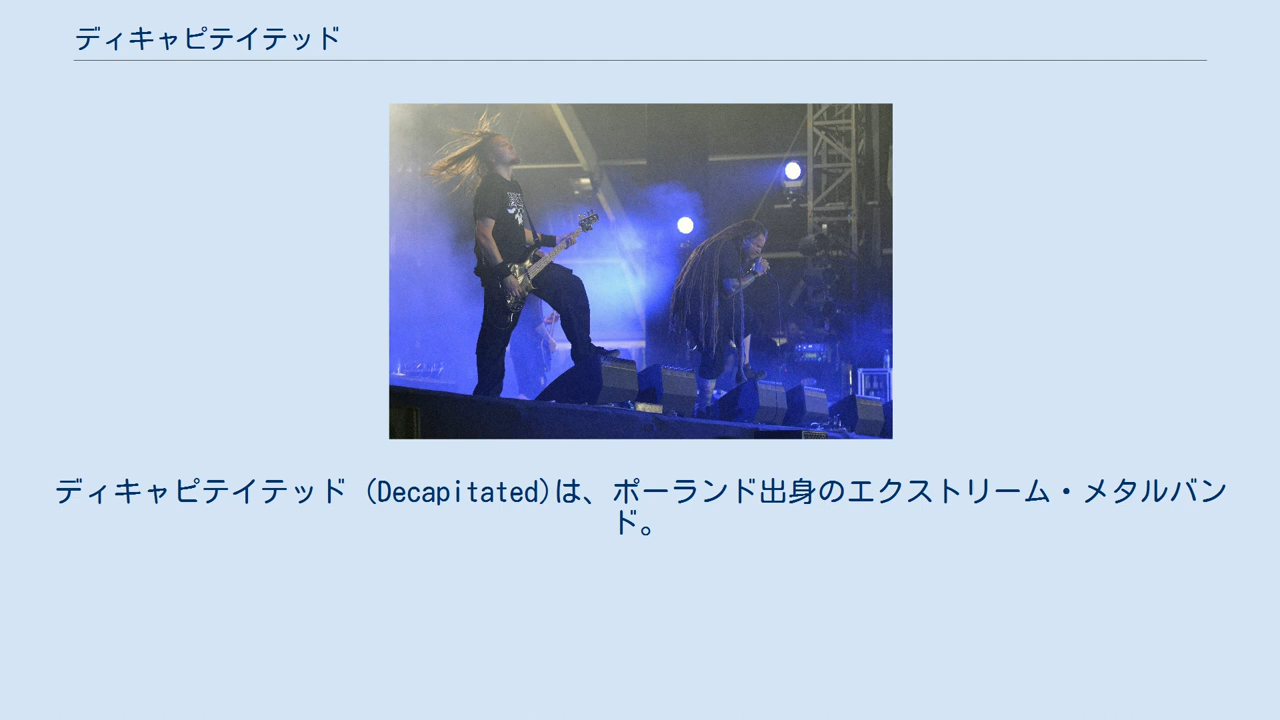 ディキャピテイテッド
ディキャピテイテッド (Decapitated)は、ポーランド出身のエクストリーム・メタルバン
ド。